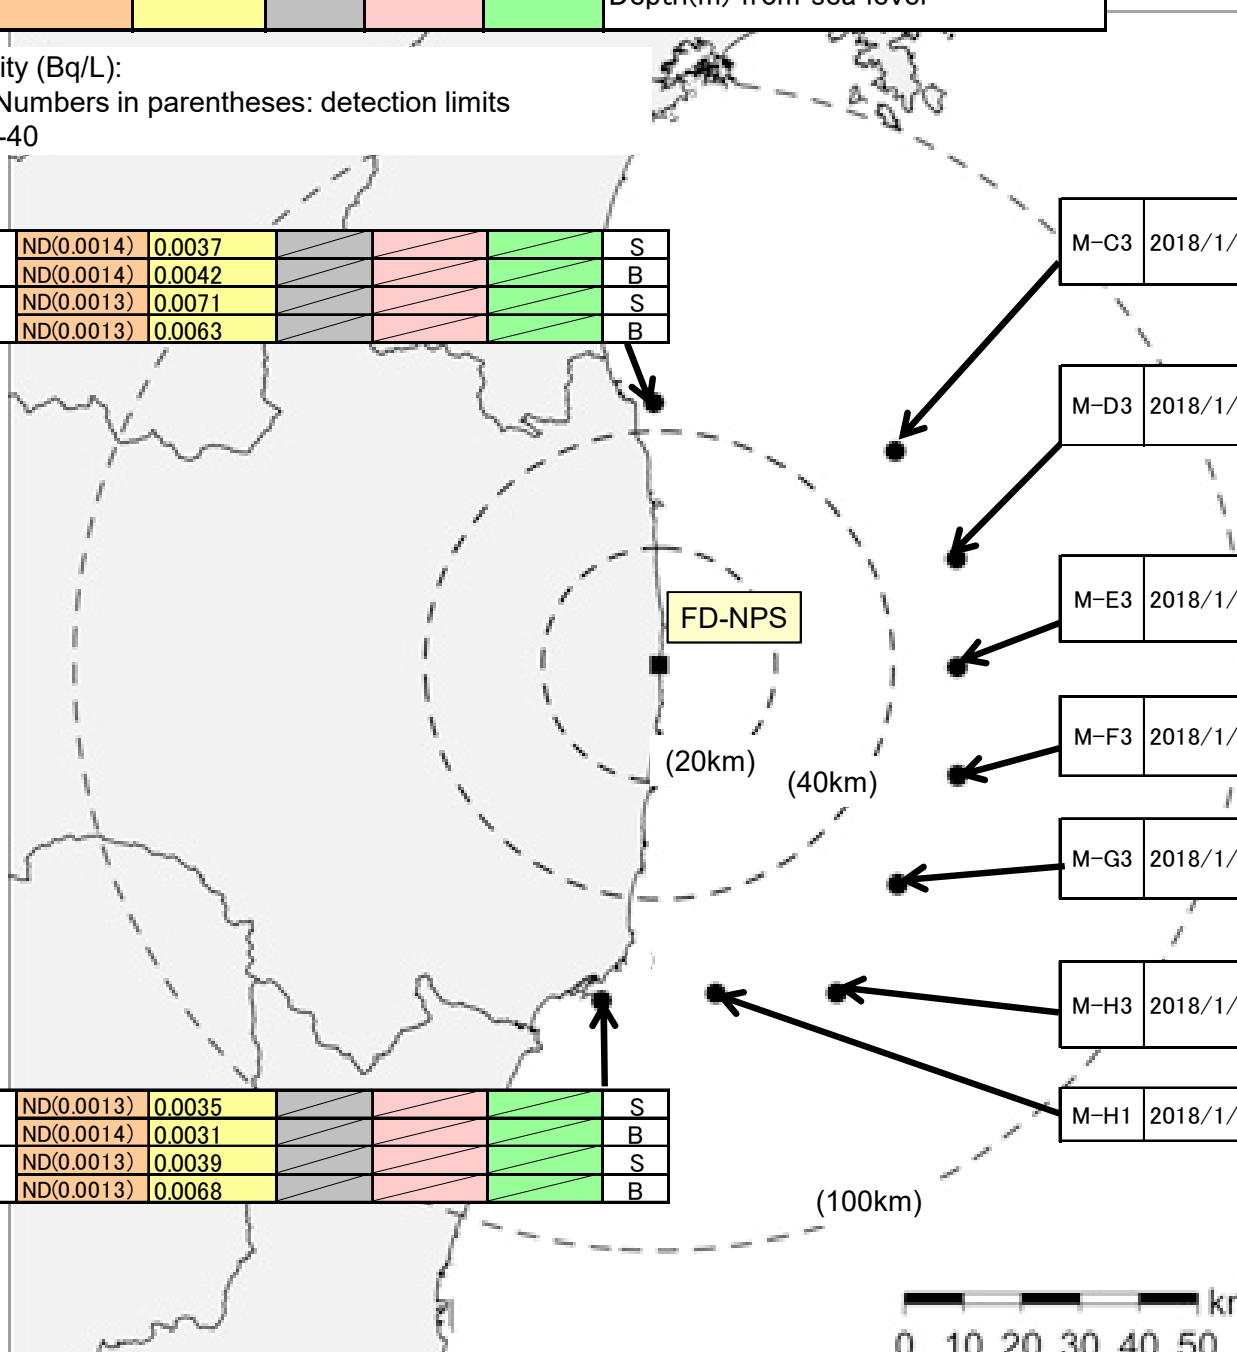 Depth(m) from sea level
ity (Bq/L):
Numbers in parentheses: detection limits
-40
ND(0.0014) 0.0037 S
ND(0.0014) 0.0042 B
ND(0.0013) 0.0071 S
ND(0.0013) 0.0063 B
M-C3 2018/1/
M-D3 2018/1/
M-E3 2018/1/
FD-NPS
M-F3 2018/1/
(20km)
(40km)
M-G3 2018/1/
M-H3 2018/1/
M-H1 2018/1/
ND(0.0013) 0.0035 S
ND(0.0014) 0.0031 B
ND(0.0013) 0.0039 S
ND(0.0013) 0.0068 B
(100km)
0 10 20 30 40 50